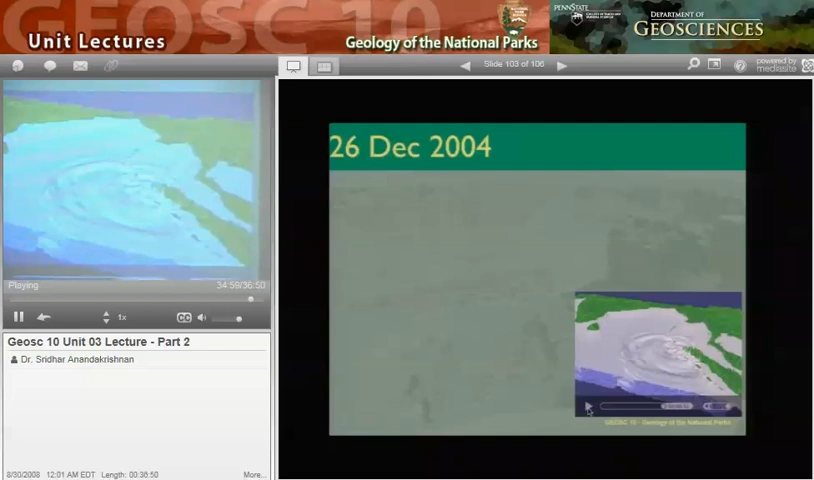 GEOSC 10
Unit Lectures
Geology of the National Parks
PENNSTATE
DEPARTMENT OF
GEOSCIENCES
Slide 103 of 106
powered by
mediasite
26 Dec 2004
Playing
34:59/36:50
1x
CC
GEOSC 10 - Geology of the National Parks
Geosc 10 Unit 03 Lecture - Part 2
Dr. Sridhar Anandakrishnan
8/30/2008 12:01 AM EDT Length: 00:36:50
More...